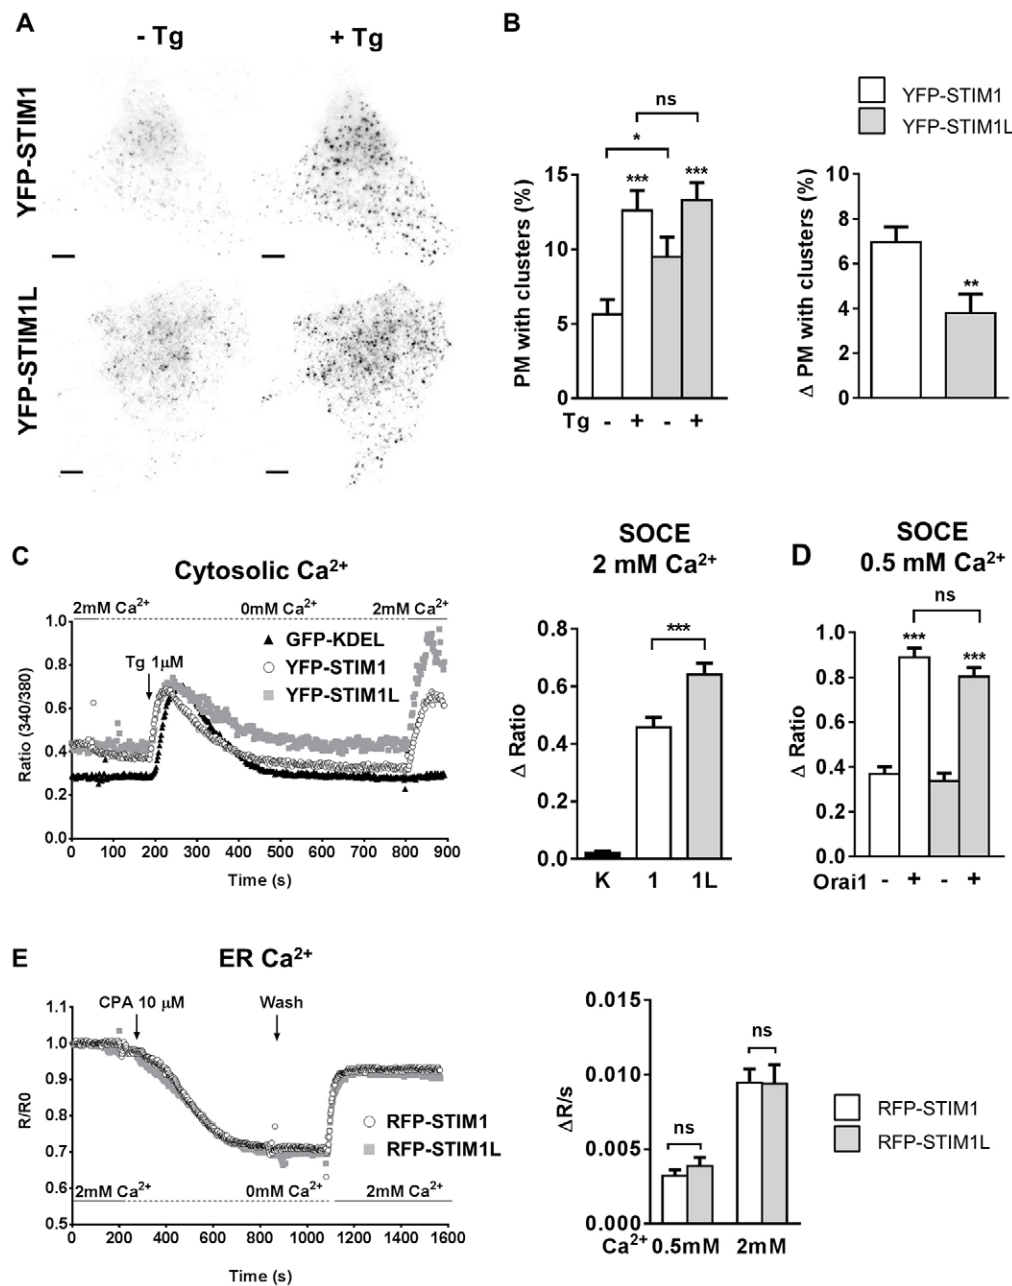 A
- Tg
+ Tg
YFP-STIM1
YFP-STIM1L
B
YFP-STIM1
YFP-STIM1L
ns
*
***
***
PM with clusters (%)
15
10
5
0
Tg - + - +
Δ PM with clusters (%)
10
8
6
4
2
0
**
C
Cytosolic Ca²⁺
2mM Ca²⁺
0mM Ca²⁺
2mM Ca²⁺
Tg 1μM
GFP-KDEL
YFP-STIM1
YFP-STIM1L
Ratio (340/380)
1.0
0.8
0.6
0.4
0.2
0.0
0 100 200 300 400 500 600 700 800 900
Time (s)
SOCE
2 mM Ca²⁺
***
Δ Ratio
0.8
0.6
0.4
0.2
0.0
K 1 1L
D
SOCE
0.5 mM Ca²⁺
ns
***
***
Δ Ratio
1.0
0.8
0.6
0.4
0.2
0.0
Orai1 - + - +
E
ER Ca²⁺
CPA 10 μM
Wash
R/R0
1.1
1.0
0.9
0.8
0.7
0.6
0.5
RFP-STIM1
RFP-STIM1L
2mM Ca²⁺
0mM Ca²⁺
2mM Ca²⁺
0 200 400 600 800 1000 1200 1400 1600
Time (s)
ΔR/s
0.015
0.010
0.005
0.000
ns
ns
Ca²⁺ 0.5mM 2mM
RFP-STIM1
RFP-STIM1L